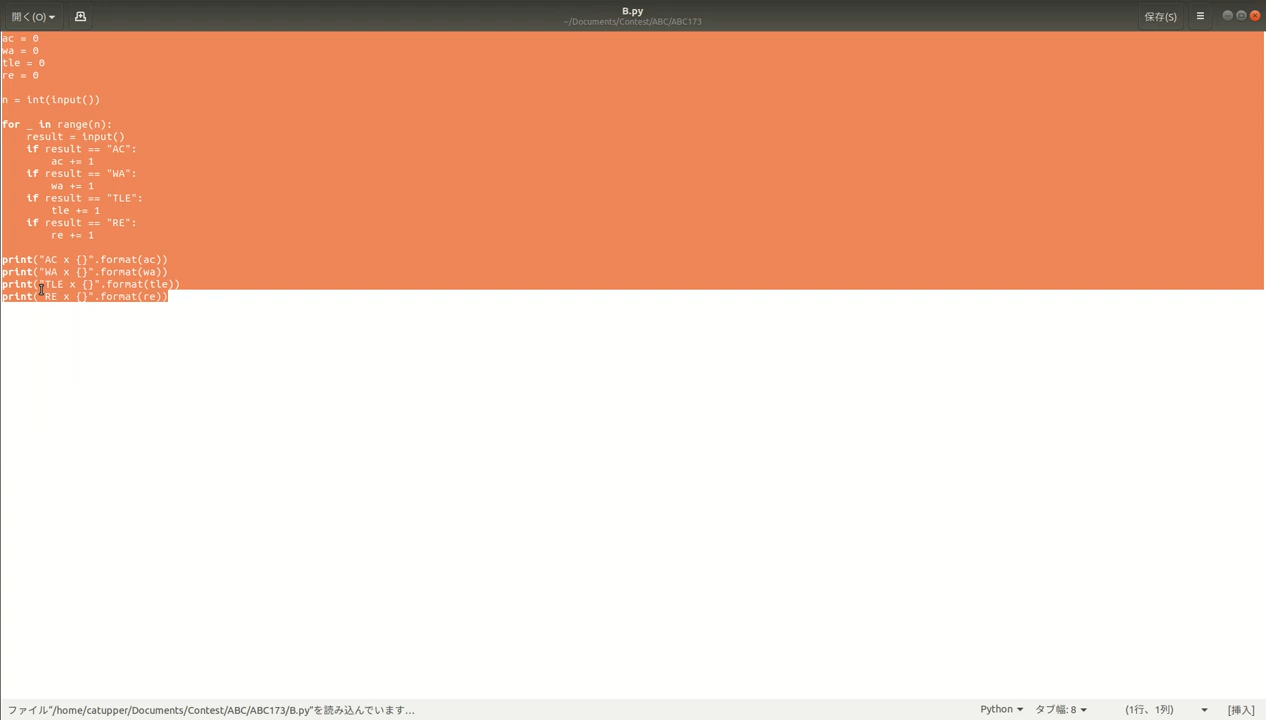 開く(O)
B.py
~/Documents/Contest/ABC/ABC173
保存(S)
ac = 0
wa = 0
tle = 0
re = 0
n = int(input())
for _ in range(n):
    result = input()
    if result == "AC":
        ac += 1
    if result == "WA":
        wa += 1
    if result == "TLE":
        tle += 1
    if result == "RE":
        re += 1
print("AC x {}".format(ac))
print("WA x {}".format(wa))
print("TLE x {}".format(tle))
print("RE x {}".format(re))
ファイル“/home/catupper/Documents/Contest/ABC/ABC173/B.py”を読み込んでいます…
Python
タブ幅: 8
(1行、1列)
[挿入]